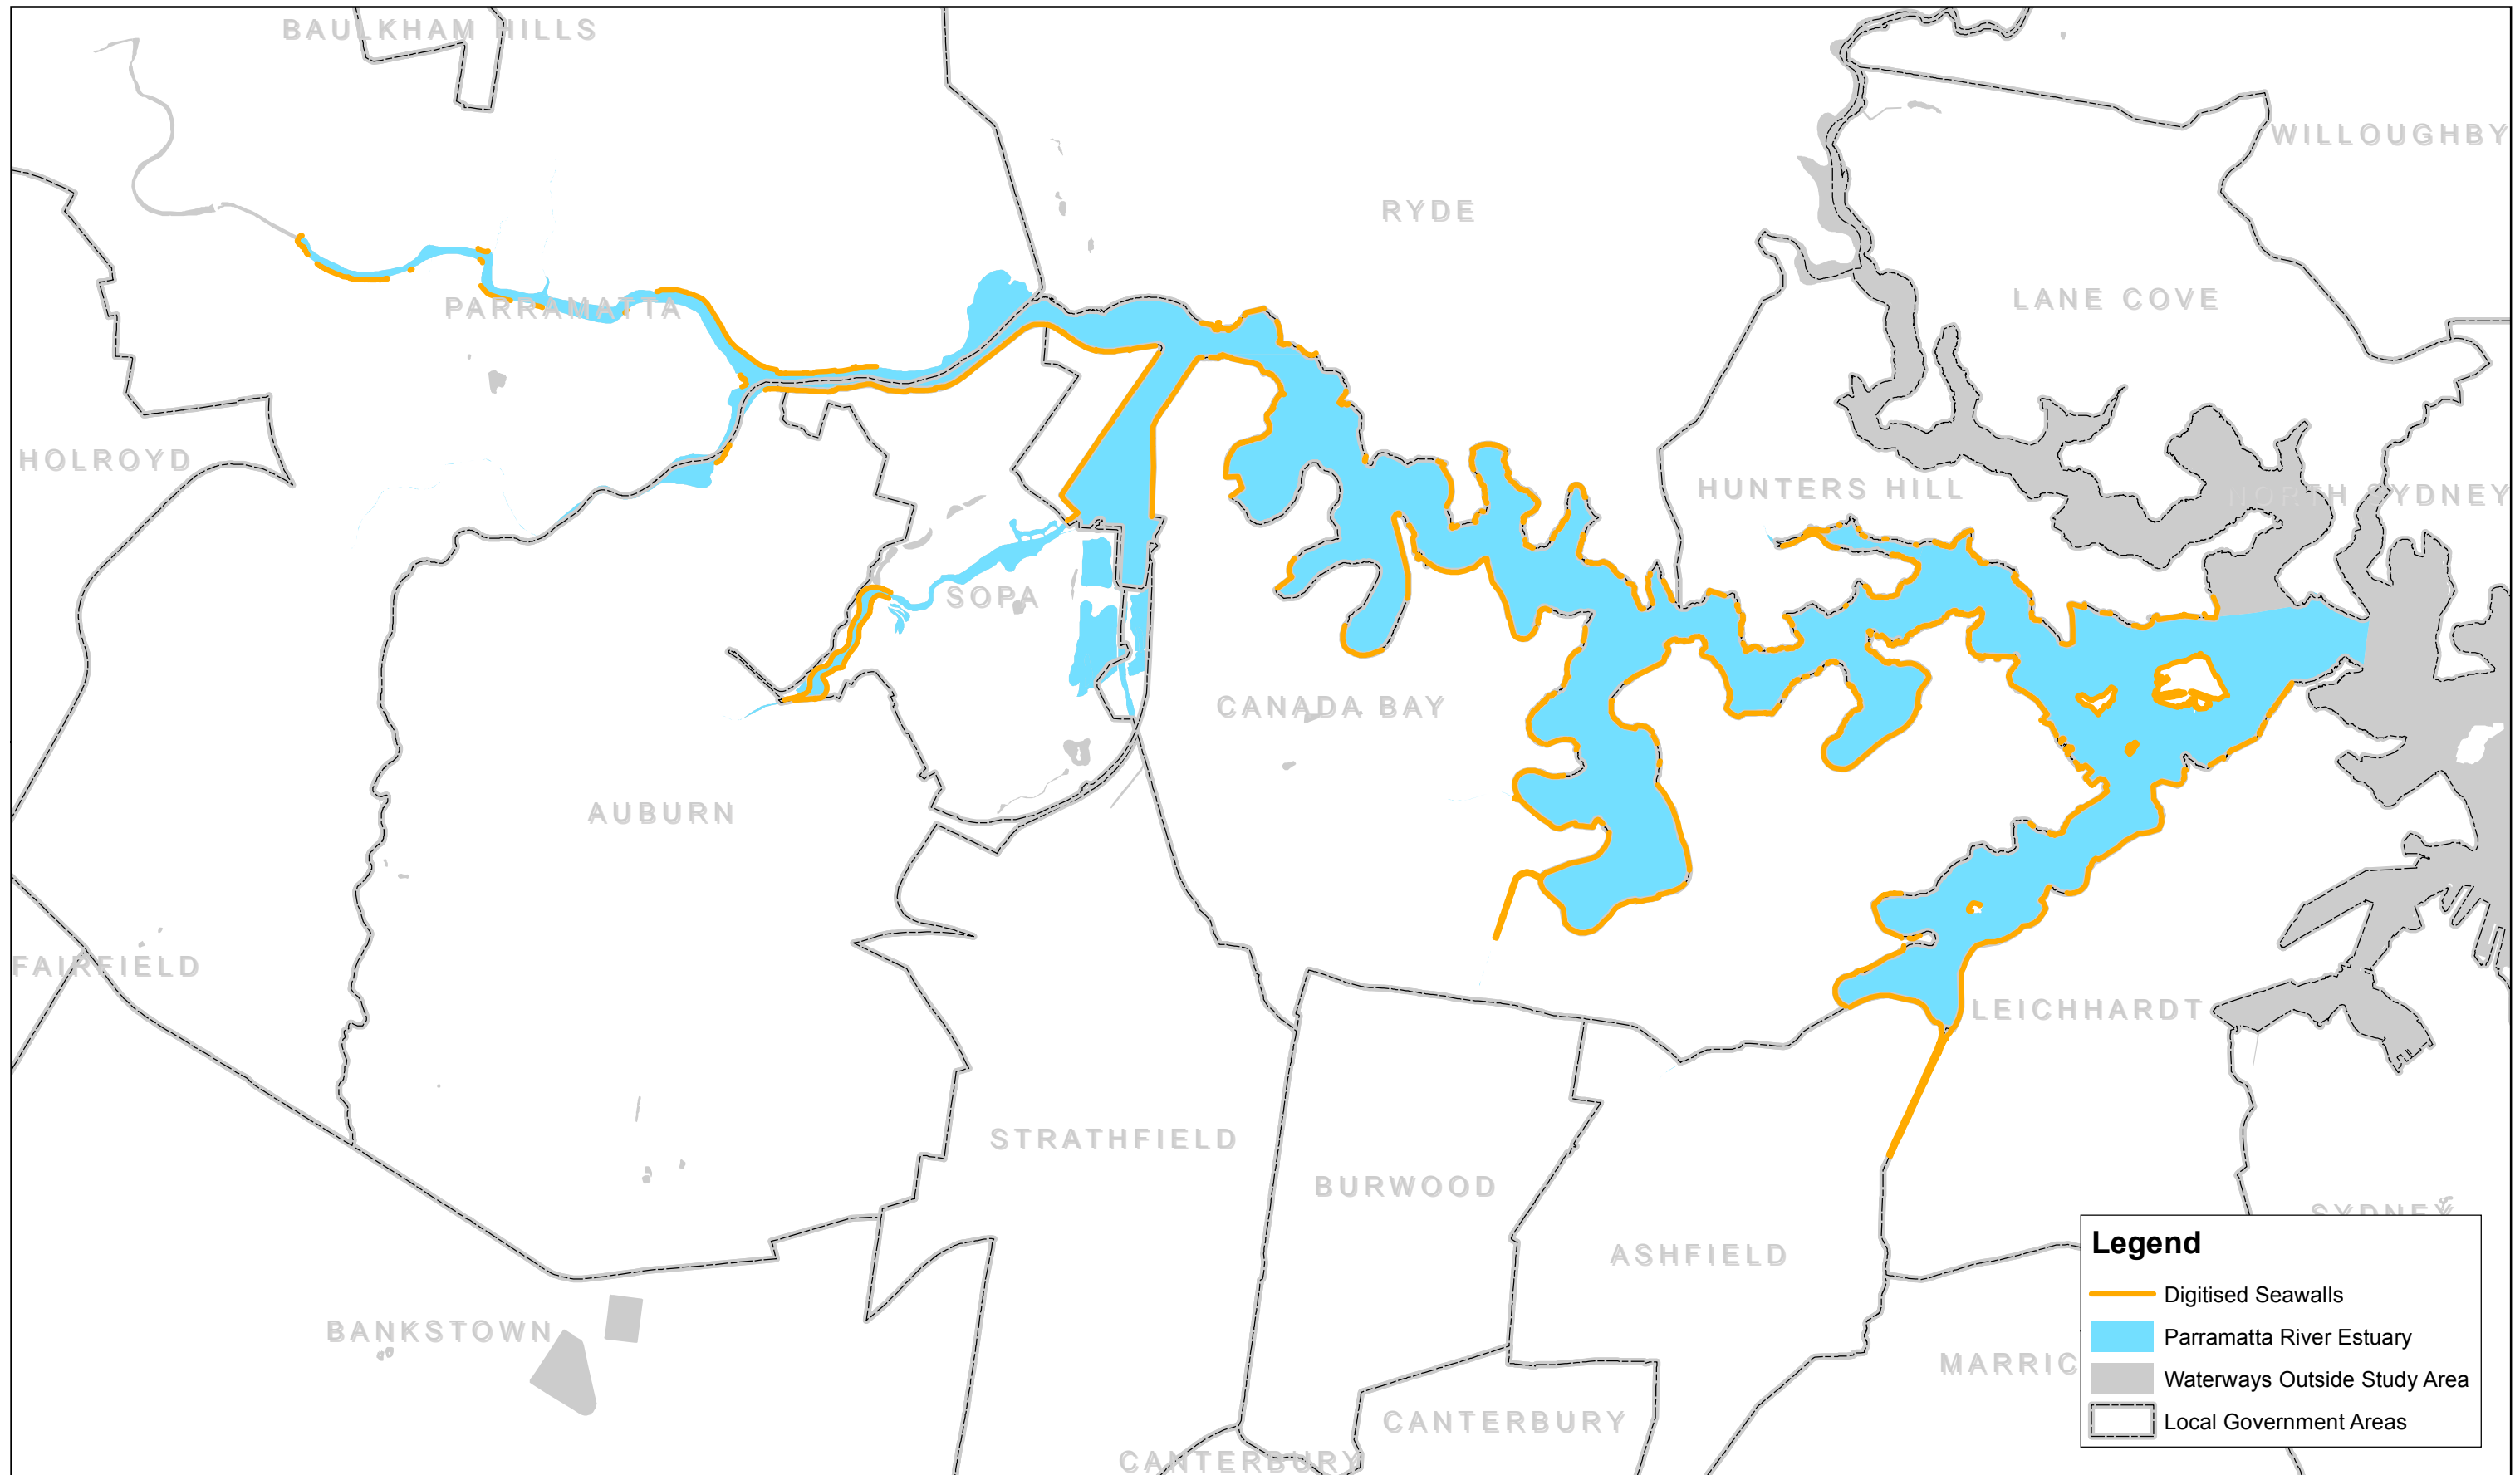 BAULKHAM HILLS
WILLOUGHBY
RYDE
LANE COVE
PARRAMATTA
HOLROYD
HUNTERS HILL
NORTH SYDNEY
SOPA
CANADA BAY
AUBURN
FAIRFIELD
LEICHHARDT
STRATHFIELD
BURWOOD
SYDNEY
ASHFIELD
BANKSTOWN
MARRIC
CANTERBURY
CANTERBURY
Legend
Digitised Seawalls
Parramatta River Estuary
Waterways Outside Study Area
Local Government Areas